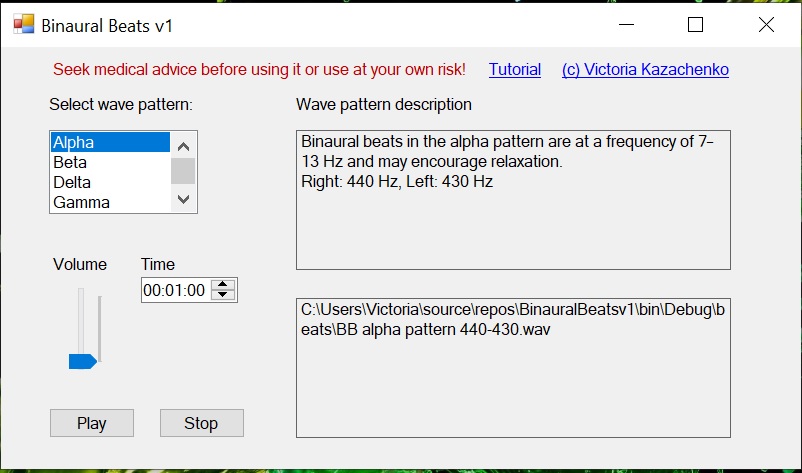 Binaural Beats v1
Seek medical advice before using it or use at your own risk!
Tutorial
(c) Victoria Kazachenko
Select wave pattern:
Wave pattern description
Alpha
Beta
Delta
Gamma
Binaural beats in the alpha pattern are at a frequency of 7–
13 Hz and may encourage relaxation.
Right: 440 Hz, Left: 430 Hz
Volume
Time
00:01:00
C:\Users\Victoria\source\repos\BinauralBeatsv1\bin\Debug\b
eats\BB alpha pattern 440-430.wav
Play
Stop